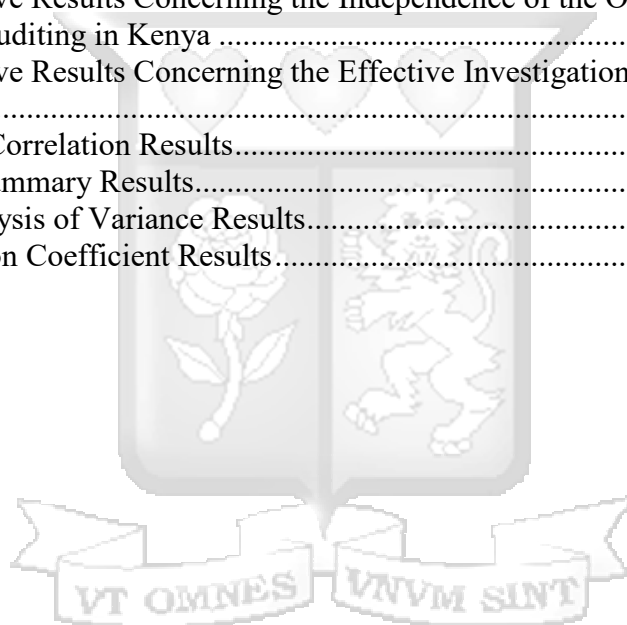 ve Results Concerning the Independence of the O
uditing in Kenya ....................................................
ve Results Concerning the Effective Investigation
................................................................................
Correlation Results.................................................
mmary Results......................................................
lysis of Variance Results........................................
on Coefficient Results............................................
VT OMNES VNVM SINT